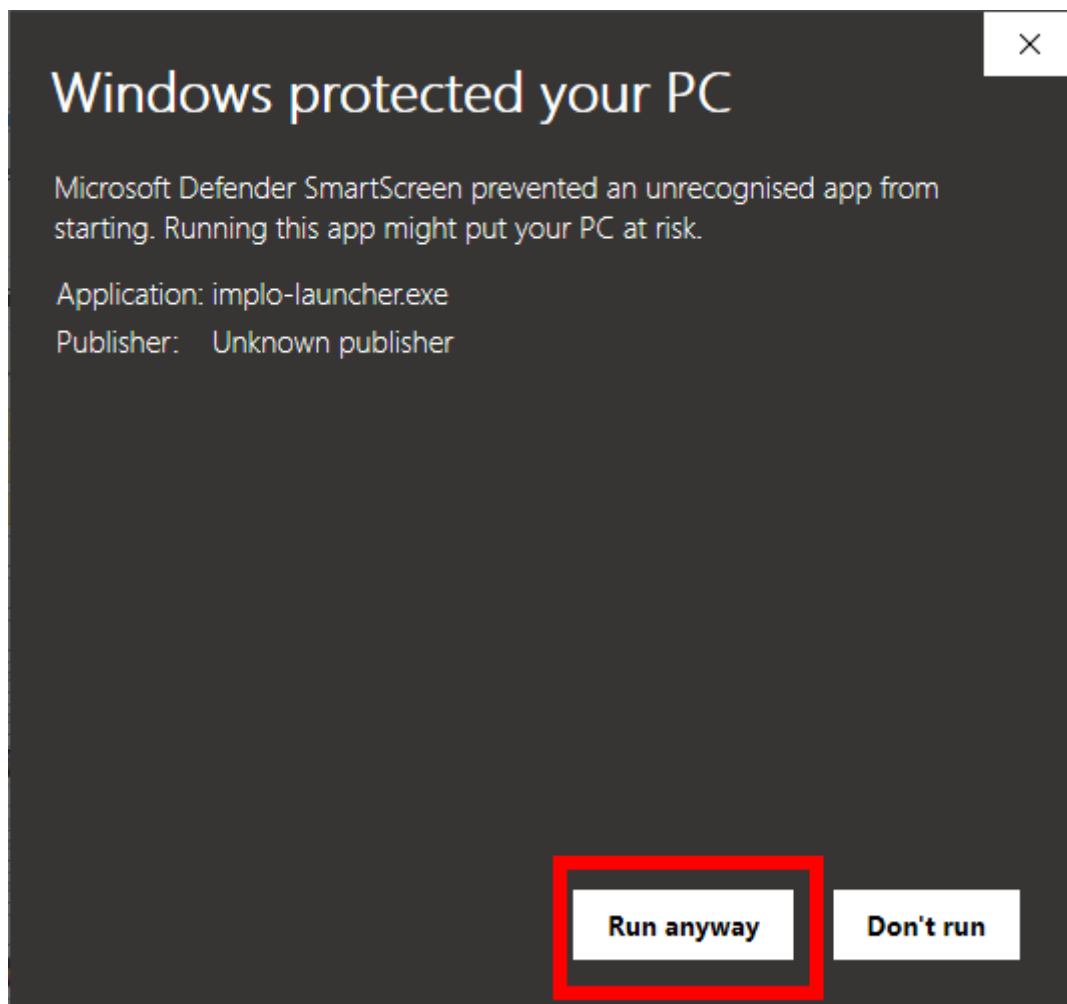 Windows protected your PC
Microsoft Defender SmartScreen prevented an unrecognised app from
starting. Running this app might put your PC at risk.
Application: implo-launcher.exe
Publisher: Unknown publisher
Run anyway
Don't run